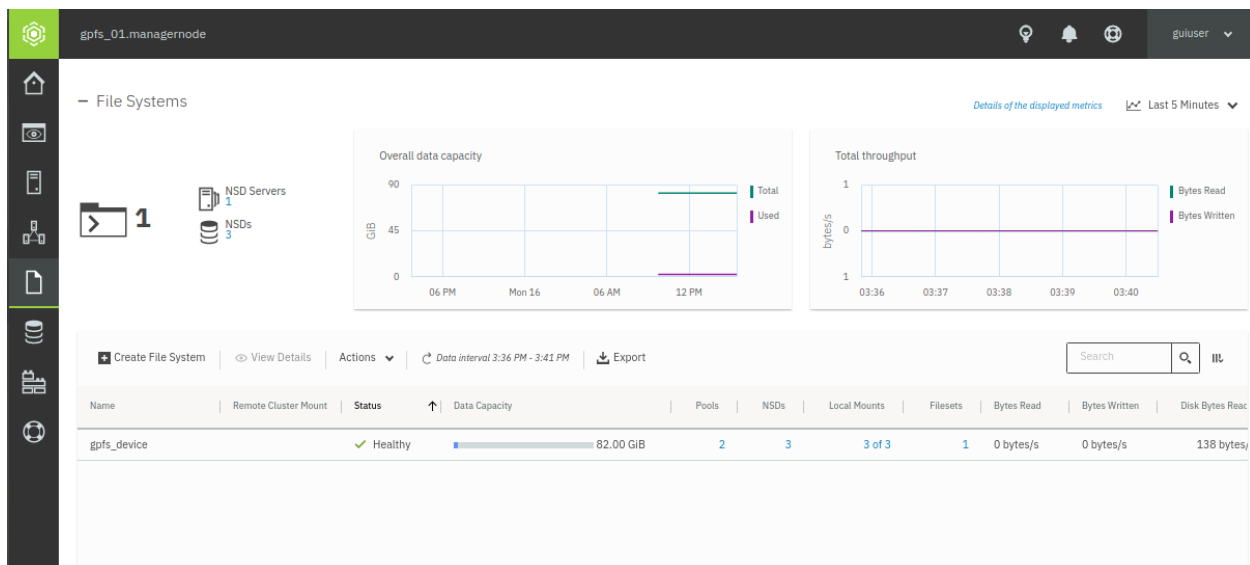 gpfs_01.managernode
guiuser
File Systems
Details of the displayed metrics
Last 5 Minutes
1
NSD Servers
1
NSDs
3
Overall data capacity
90
45
0
GiB
06 PM Mon 16 06 AM 12 PM
Total
Used
Total throughput
1
0
1
bytes/s
03:36 03:37 03:38 03:39 03:40
Bytes Read
Bytes Written
Create File System View Details Actions Data interval 3:36 PM - 3:41 PM Export Search
Name Remote Cluster Mount Status Data Capacity Pools NSDs Local Mounts Filesets Bytes Read Bytes Written Disk Bytes Reac
gpfs_device Healthy 82.00 GiB 2 3 3 of 3 1 0 bytes/s 0 bytes/s 138 bytes/